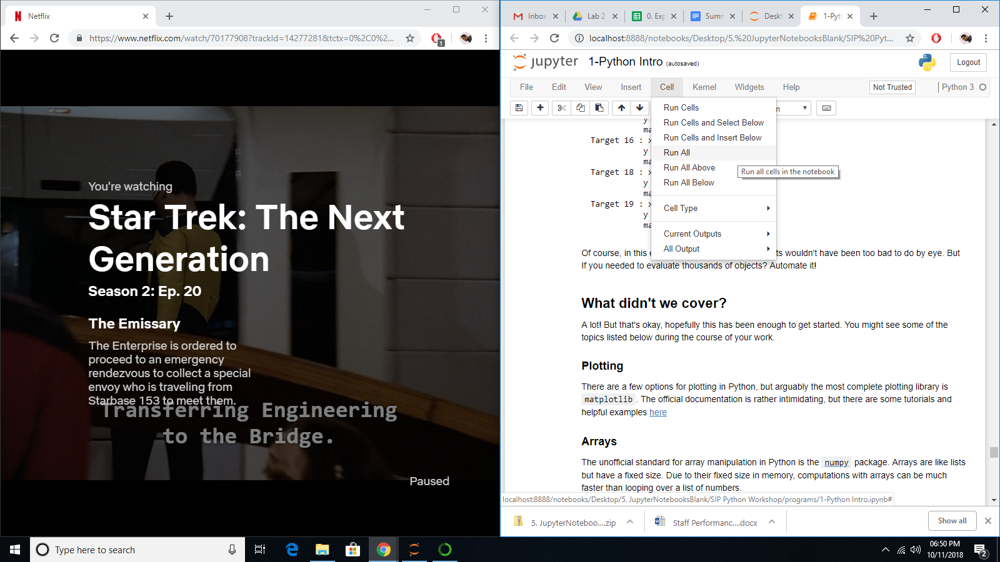 Netflix
https://www.netflix.com/watch/70177908?trackId=14277281&tctx=0%2C0%2...
1
You're watching
Star Trek: The Next
Generation
Season 2: Ep. 20
The Emissary
The Enterprise is ordered to
proceed to an emergency
rendezvous to collect a special
envoy who is traveling from
Starbase 153 to meet them.
Transferring Engineering
to the Bridge.
Paused
Inbox
Lab 2
0. Exp
Summ
Deskt
1-Pyt
localhost:8888/notebooks/Desktop/5.%20JupyterNotebooksBlank/SIP%20Pyt...
jupyter 1-Python Intro (autosaved)
Logout
File Edit View Insert Cell Kernel Widgets Help
Not Trusted
Python 3
Run Cells
Run Cells and Select Below
Run Cells and Insert Below
Run All
Run All Above
Run All Below
Cell Type
Current Outputs
All Output
Run all cells in the notebook
n
y
ma
Target 16 : x
y
ma
Target 18 : x
y
ma
Target 19 : x
y
ma
Of course, in this e ts wouldn't have been too bad to do by eye. But
If you needed to evaluate thousands of objects? Automate it!
What didn't we cover?
A lot! But that's okay, hopefully this has been enough to get started. You might see some of the
topics listed below during the course of your work.
Plotting
There are a few options for plotting in Python, but arguably the most complete plotting library is
matplotlib . The official documentation is rather intimidating, but there are some tutorials and
helpful examples here
Arrays
The unofficial standard for array manipulation in Python is the numpy package. Arrays are like lists
but have a fixed size. Due to their fixed size in memory, computations with arrays can be much
faster than looping over a list of numbers.
localhost:8888/notebooks/Desktop/5. JupyterNotebooksBlank/SIP Python Workshop/programs/1-Python Intro.ipynb#
5. JupyterNoteboo....zip
Staff Performanc....docx
Show all
Type here to search
06:50 PM
10/11/2018
2